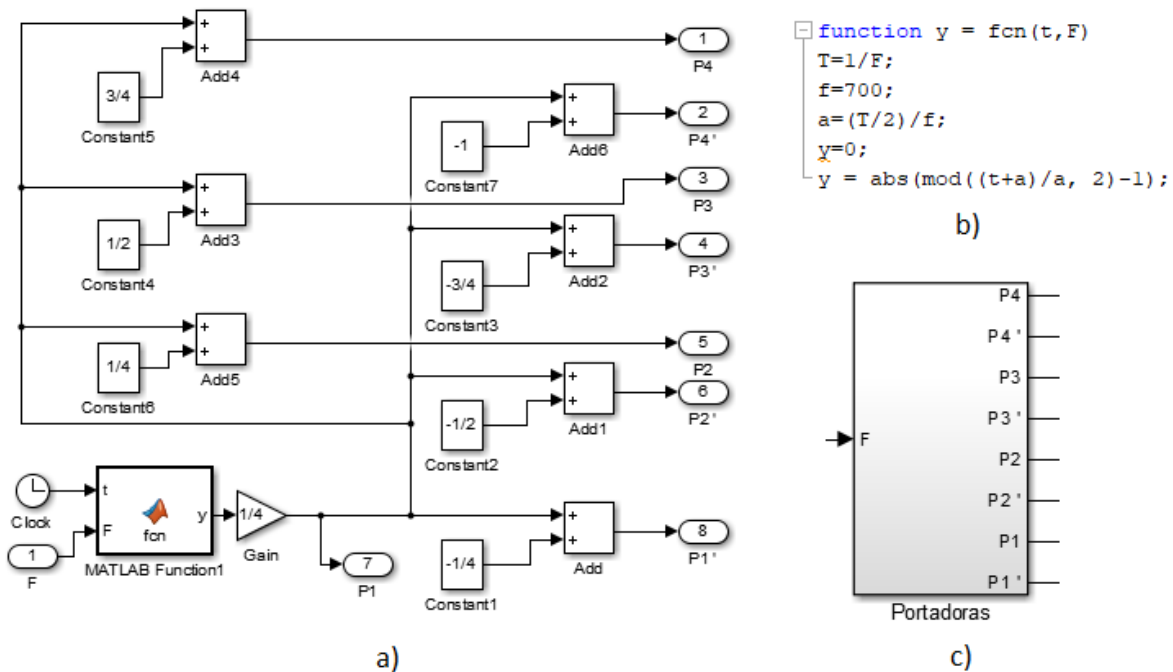 +
+
Add4
3/4
Constant5
1
P4
+
+
Add6
-1
Constant7
2
P4 '
+
+
Add3
1/2
Constant4
3
P3
+
+
Add2
-3/4
Constant3
4
P3 '
+
+
Add5
1/4
Constant6
5
P2
+
+
Add1
-1/2
Constant2
6
P2 '
Clock
1
F
t
F
y
fcn
MATLAB Function1
1/4
Gain
7
P1
+
+
Add
-1/4
Constant1
8
P1 '
a)
function y = fcn(t,F)
T=1/F;
f=700;
a=(T/2)/f;
y=0;
y = abs(mod((t+a)/a, 2)-1);
b)
F
P4
P4 '
P3
P3 '
P2
P2 '
P1
P1 '
Portadoras
c)